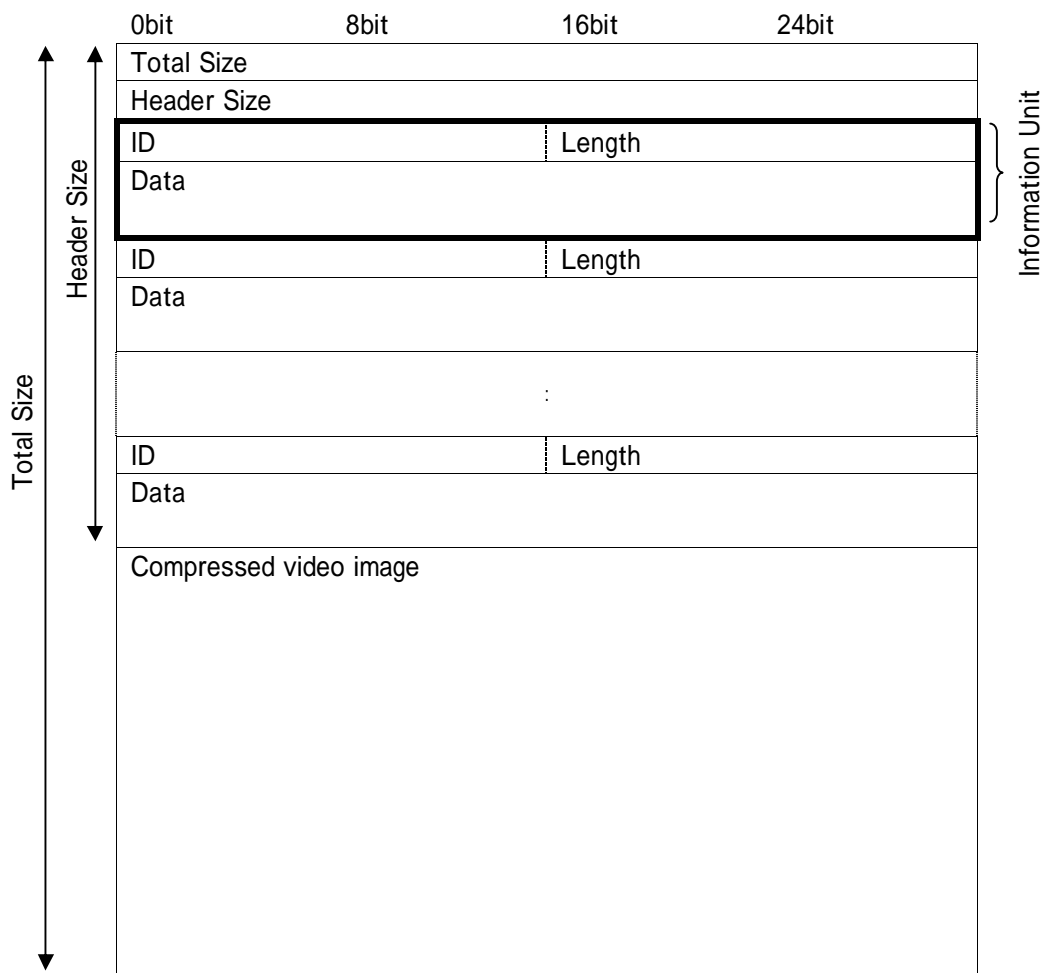 0bit 8bit 16bit 24bit
Total Size
Header Size
ID Length
Data
ID Length
Data
:
ID Length
Data
Compressed video image
Total Size
Header Size
Information Unit